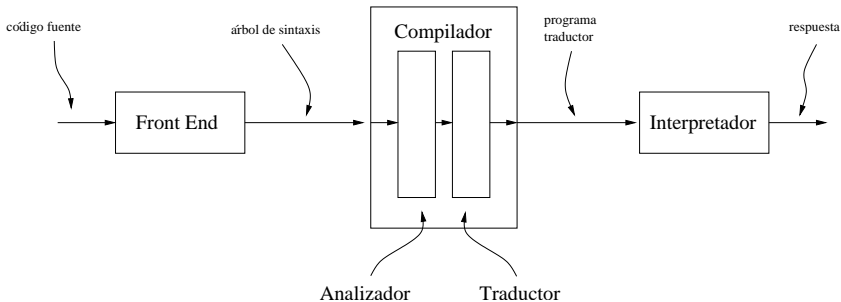 código fuente
árbol de sintaxis
Compilador
programa
traductor
respuesta
Front End
Interpretador
Analizador
Traductor